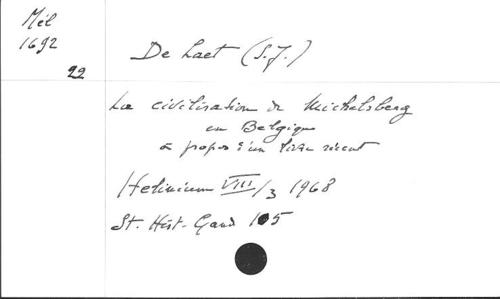 Mél
1692
22
De Laet (S.J.)
La civilisation de Michelsberg
en Belgique
à propos d'un livre récent
Helinium VIII/3 1968
St. Hist. Gand 105